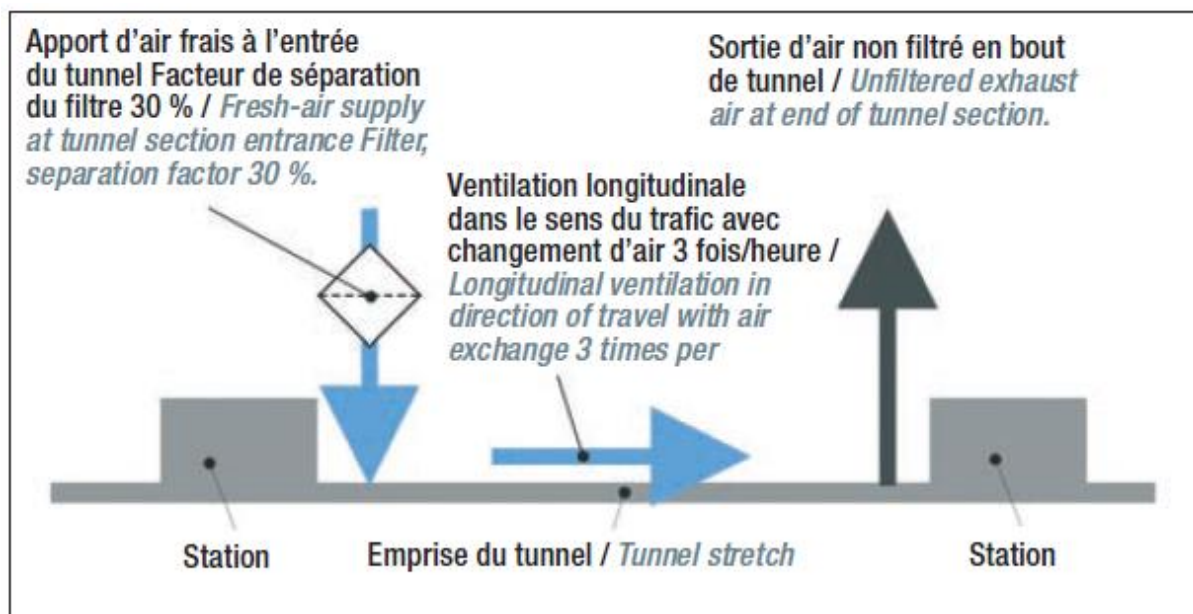 Apport d'air frais à l'entrée
du tunnel Facteur de séparation
du filtre 30 % / Fresh-air supply
at tunnel section entrance Filter,
separation factor 30 %.
Sortie d'air non filtré en bout
de tunnel / Unfiltered exhaust
air at end of tunnel section.
Ventilation longitudinale
dans le sens du trafic avec
changement d'air 3 fois/heure /
Longitudinal ventilation in
direction of travel with air
exchange 3 times per
Station
Emprise du tunnel / Tunnel stretch
Station